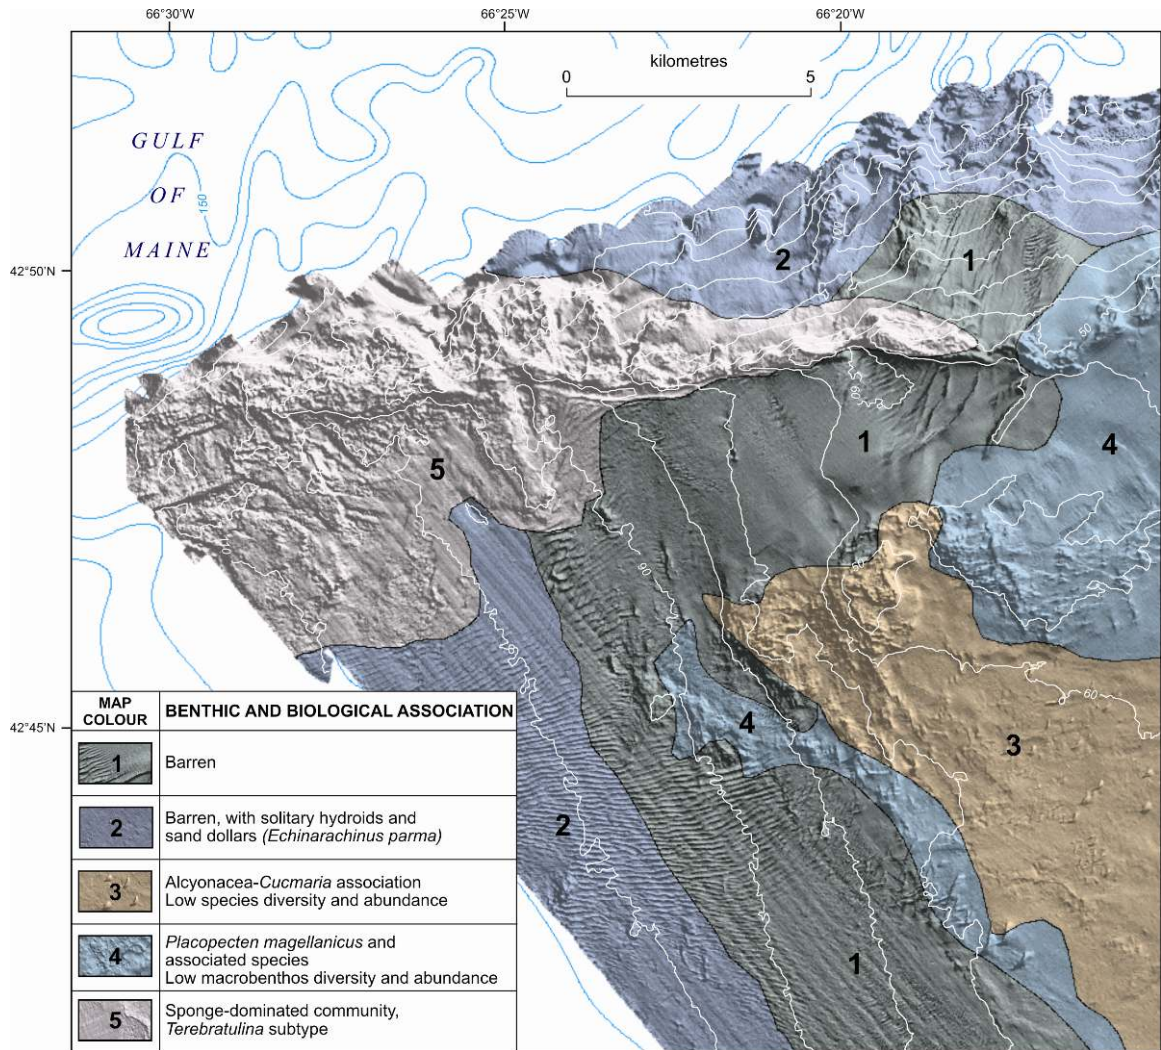 66°30'W
66°25'W
66°20'W
kilometres
0
5
GULF
OF
MAINE
150
42°50'N
2
1
50
60
1
4
5
50
90
60
4
3
42°45'N
2
1
MAP
COLOUR
BENTHIC AND BIOLOGICAL ASSOCIATION
1
Barren
2
Barren, with solitary hydroids and
sand dollars (Echinarachinus parma)
3
Alcyonacea-Cucmaria association
Low species diversity and abundance
4
Placopecten magellanicus and
associated species
Low macrobenthos diversity and abundance
5
Sponge-dominated community,
Terebratulina subtype